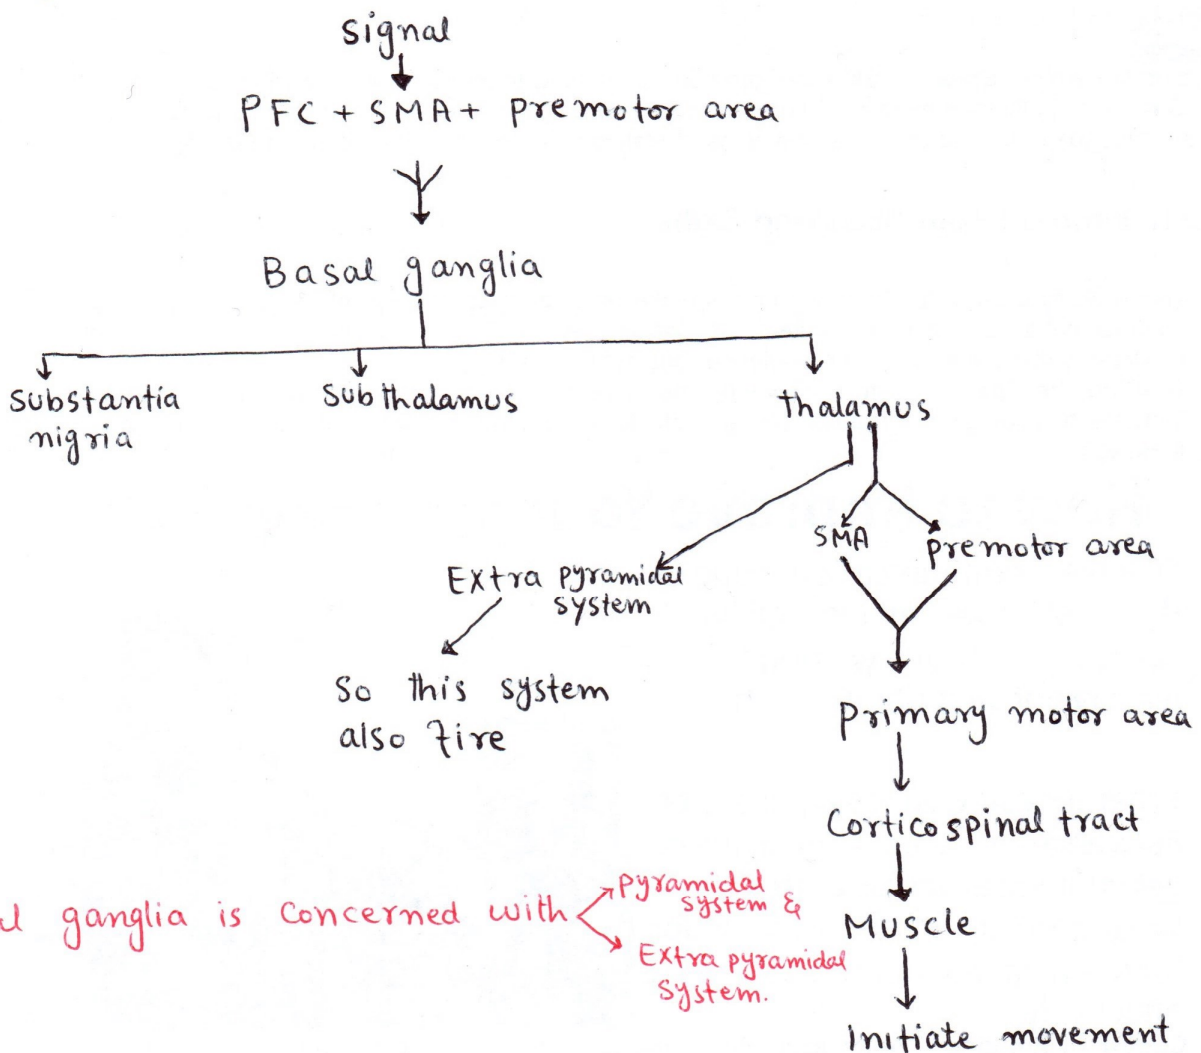 signal
PFC + SMA + premotor area
Basal ganglia
Substantia
nigria
Subthalamus
thalamus
SMA
premotor area
Extra pyramidal
system
So this system
also fire
Primary motor area
Corticospinal tract
ganglia is concerned with
pyramidal
system &
Extra pyramidal
system.
Muscle
Initiate movement